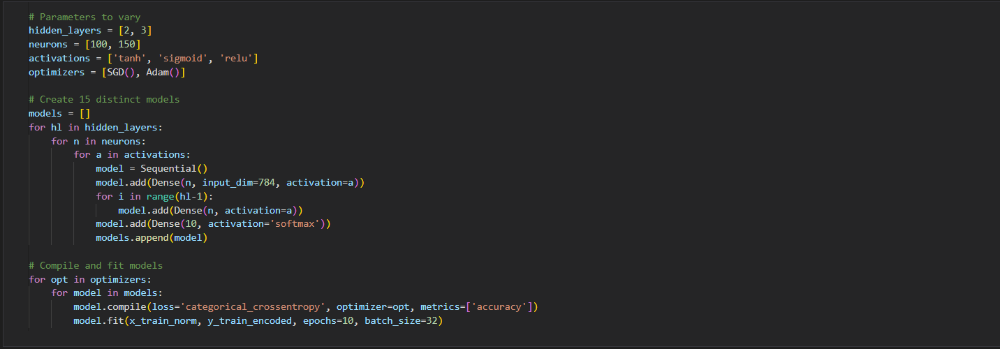 # Parameters to vary
hidden_layers = [2, 3]
neurons = [100, 150]
activations = ['tanh', 'sigmoid', 'relu']
optimizers = [SGD(), Adam()]

# Create 15 distinct models
models = []
for hl in hidden_layers:
    for n in neurons:
        for a in activations:
            model = Sequential()
            model.add(Dense(n, input_dim=784, activation=a))
            for i in range(hl-1):
                model.add(Dense(n, activation=a))
            model.add(Dense(10, activation='softmax'))
            models.append(model)

# Compile and fit models
for opt in optimizers:
    for model in models:
        model.compile(loss='categorical_crossentropy', optimizer=opt, metrics=['accuracy'])
        model.fit(x_train_norm, y_train_encoded, epochs=10, batch_size=32)